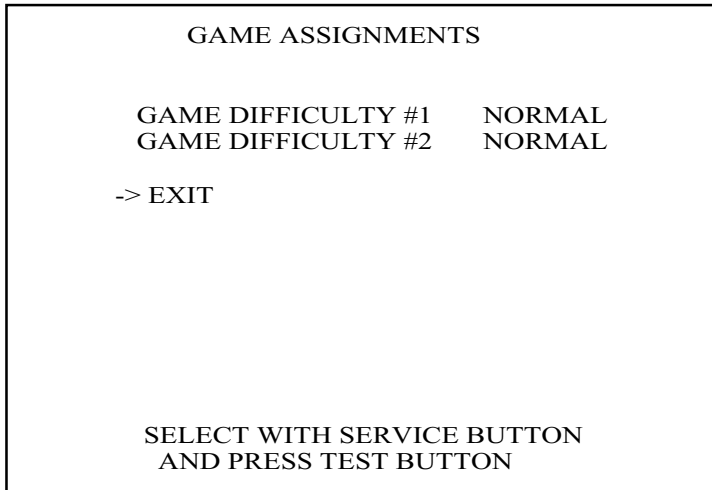 GAME ASSIGNMENTS
GAME DIFFICULTY #1 NORMAL
GAME DIFFICULTY #2 NORMAL
-> EXIT
SELECT WITH SERVICE BUTTON
AND PRESS TEST BUTTON